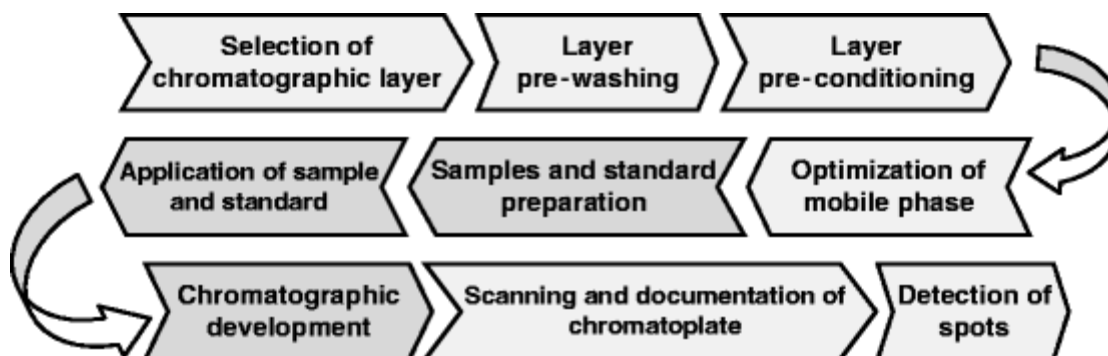 Selection of
chromatographic layer
Layer
pre-washing
Layer
pre-conditioning
Optimization of
mobile phase
Samples and standard
preparation
Application of sample
and standard
Chromatographic
development
Scanning and documentation of
chromatoplate
Detection of
spots